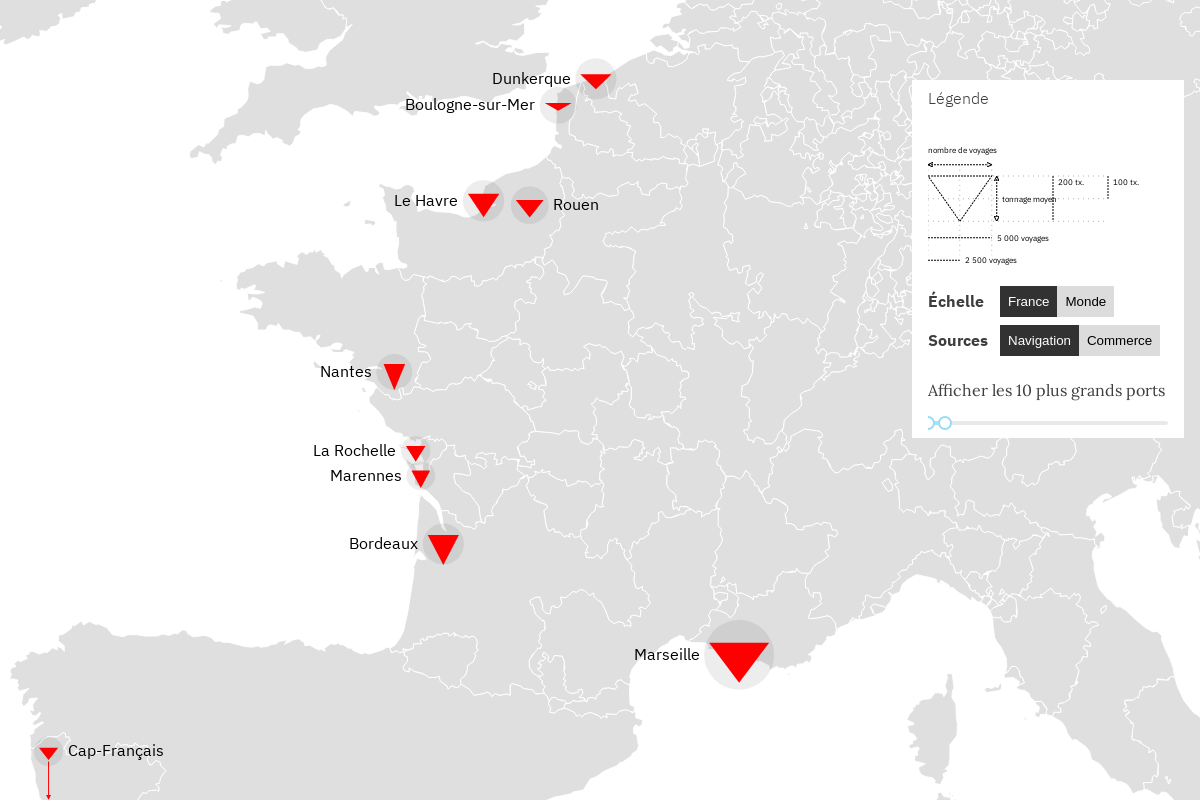 Dunkerque
Boulogne-sur-Mer
Le Havre
Rouen
Nantes
La Rochelle
Marennes
Bordeaux
Marseille
Cap-Français
Légende
nombre de voyages
200 tx.
100 tx.
tonnage moyen
5 000 voyages
2 500 voyages
Échelle France Monde
Sources Navigation Commerce
Afficher les 10 plus grands ports